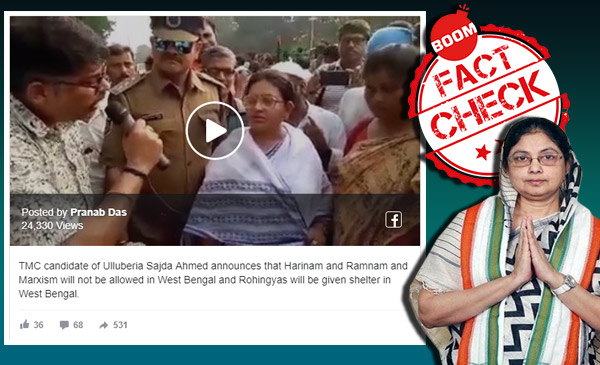 BOOM
FACT
CHECK
Posted by Pranab Das
24,330 Views
TMC candidate of Ulluberia Sajda Ahmed announces that Harinam and Ramnam and
Marxism will not be allowed in West Bengal and Rohingyas will be given shelter in
West Bengal.
36 68 531